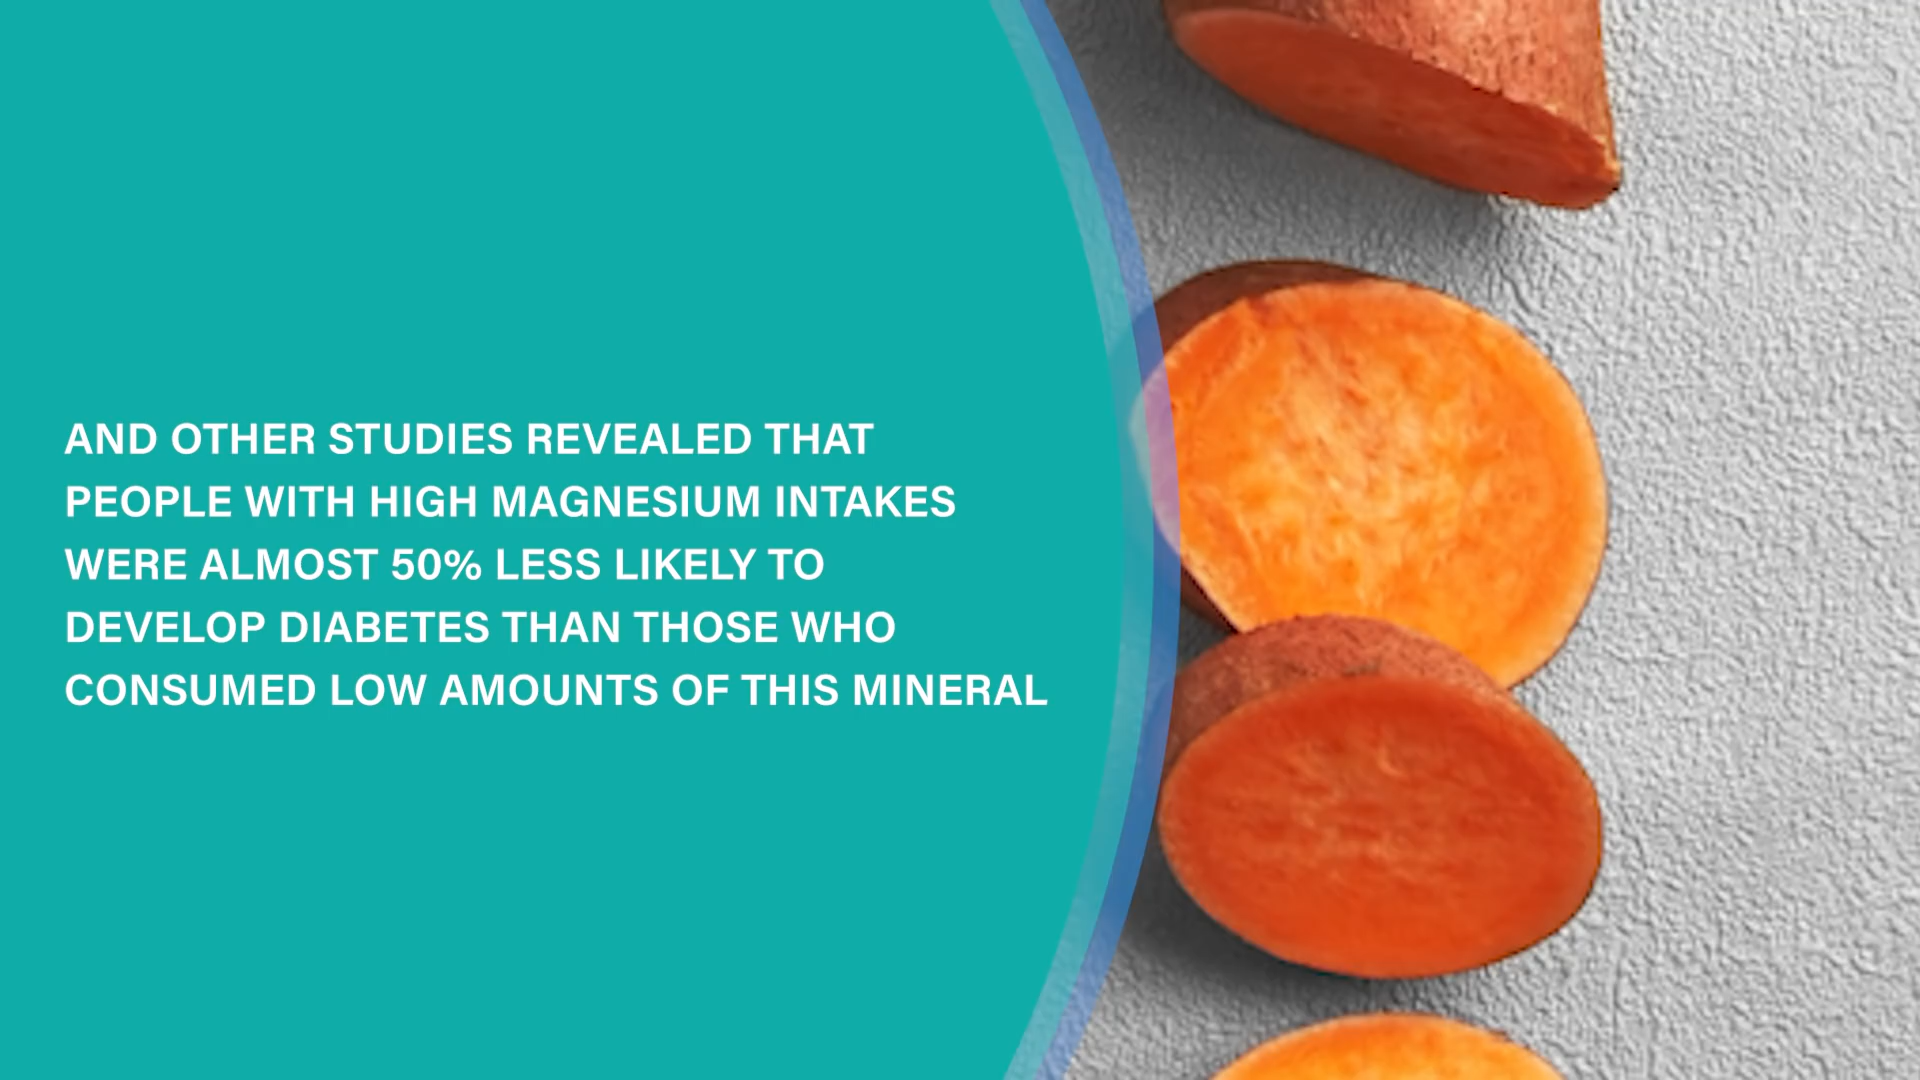 AND OTHER STUDIES REVEALED THAT
PEOPLE WITH HIGH MAGNESIUM INTAKES
WERE ALMOST 50% LESS LIKELY TO
DEVELOP DIABETES THAN THOSE WHO
CONSUMED LOW AMOUNTS OF THIS MINERAL